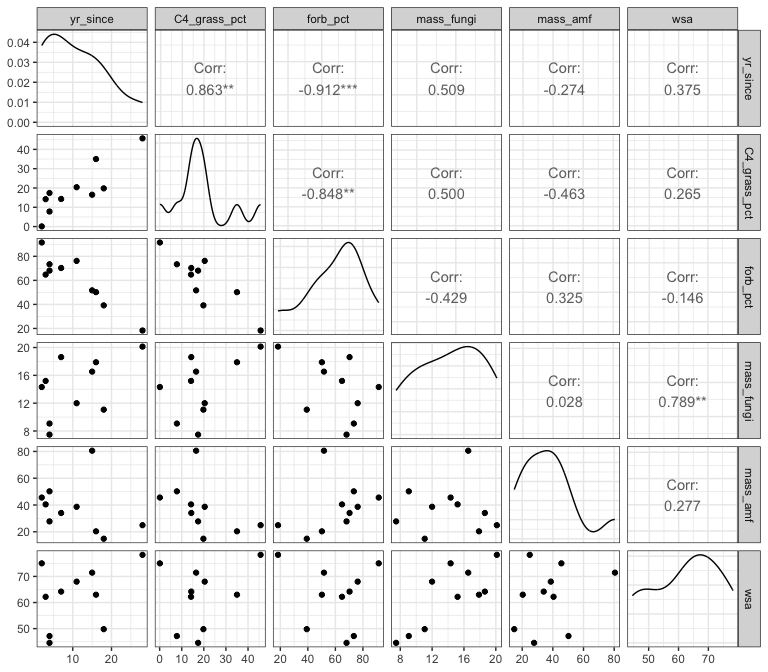 yr_since C4_grass_pct forb_pct mass_fungi mass_amf wsa
0.04
0.03
0.02
0.01
0.00
Corr:
0.863**
Corr:
-0.912***
Corr:
0.509
Corr:
-0.274
Corr:
0.375
yr_since
40
30
20
10
0
Corr:
-0.848**
Corr:
0.500
Corr:
-0.463
Corr:
0.265
C4_grass_pct
80
60
40
20
Corr:
-0.429
Corr:
0.325
Corr:
-0.146
forb_pct
20
16
12
8
Corr:
0.028
Corr:
0.789**
mass_fungi
80
60
40
20
Corr:
0.277
mass_amf
70
60
50
wsa
10 20 0 10 20 30 40 20 40 60 80 8 12 16 20 20 40 60 80 50 60 70